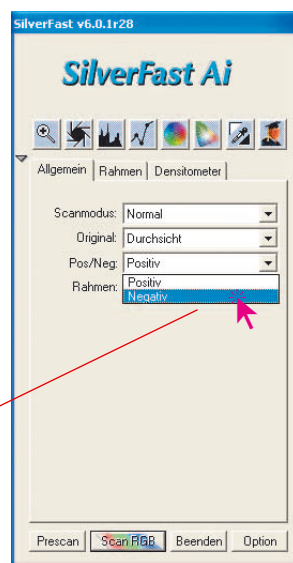 SilverFast v6.0.1r28
SilverFast Ai
Allgemein Rahmen Densitometer
Scanmodus: Normal
Original: Durchsicht
Pos/Neg: Positiv
Rahmen: Positiv
Negativ
Prescan Scan RGB Beenden Option